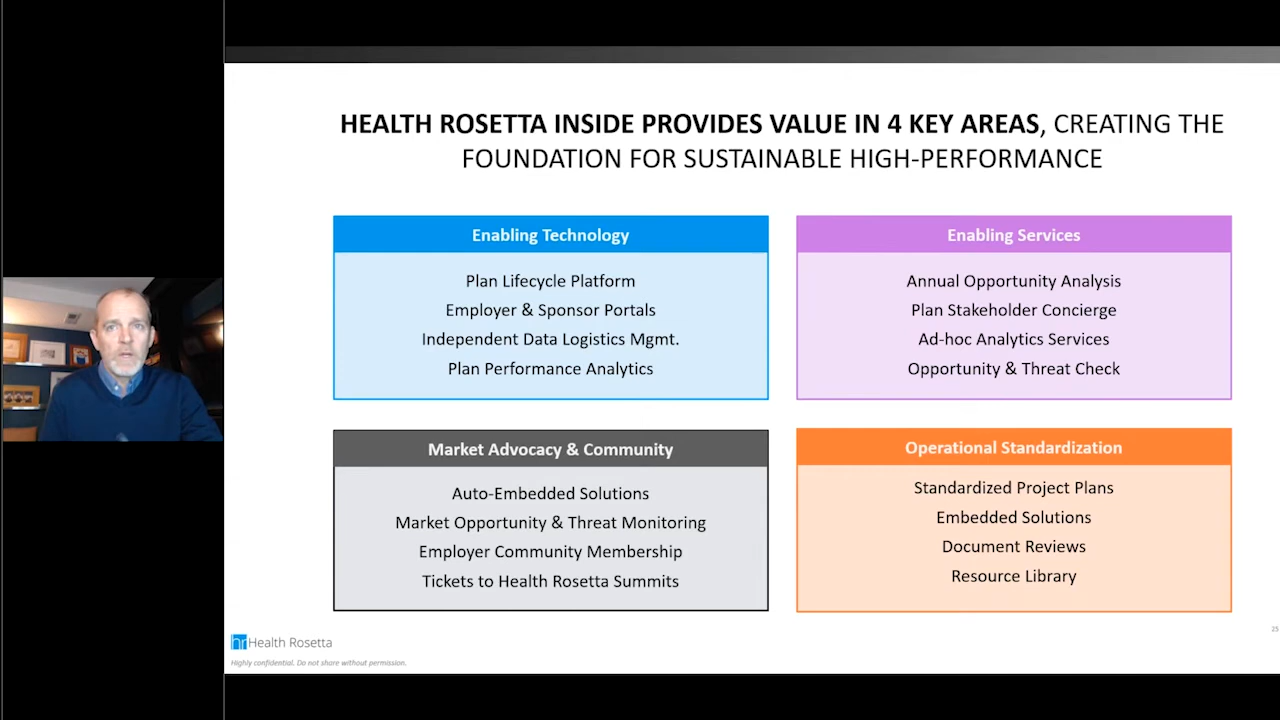 HEALTH ROSETTA INSIDE PROVIDES VALUE IN 4 KEY AREAS, CREATING THE
FOUNDATION FOR SUSTAINABLE HIGH-PERFORMANCE
Enabling Technology
Plan Lifecycle Platform
Employer & Sponsor Portals
Independent Data Logistics Mgmt.
Plan Performance Analytics
Enabling Services
Annual Opportunity Analysis
Plan Stakeholder Concierge
Ad-hoc Analytics Services
Opportunity & Threat Check
Market Advocacy & Community
Auto-Embedded Solutions
Market Opportunity & Threat Monitoring
Employer Community Membership
Tickets to Health Rosetta Summits
Operational Standardization
Standardized Project Plans
Embedded Solutions
Document Reviews
Resource Library
hr Health Rosetta
Highly confidential. Do not share without permission.
25